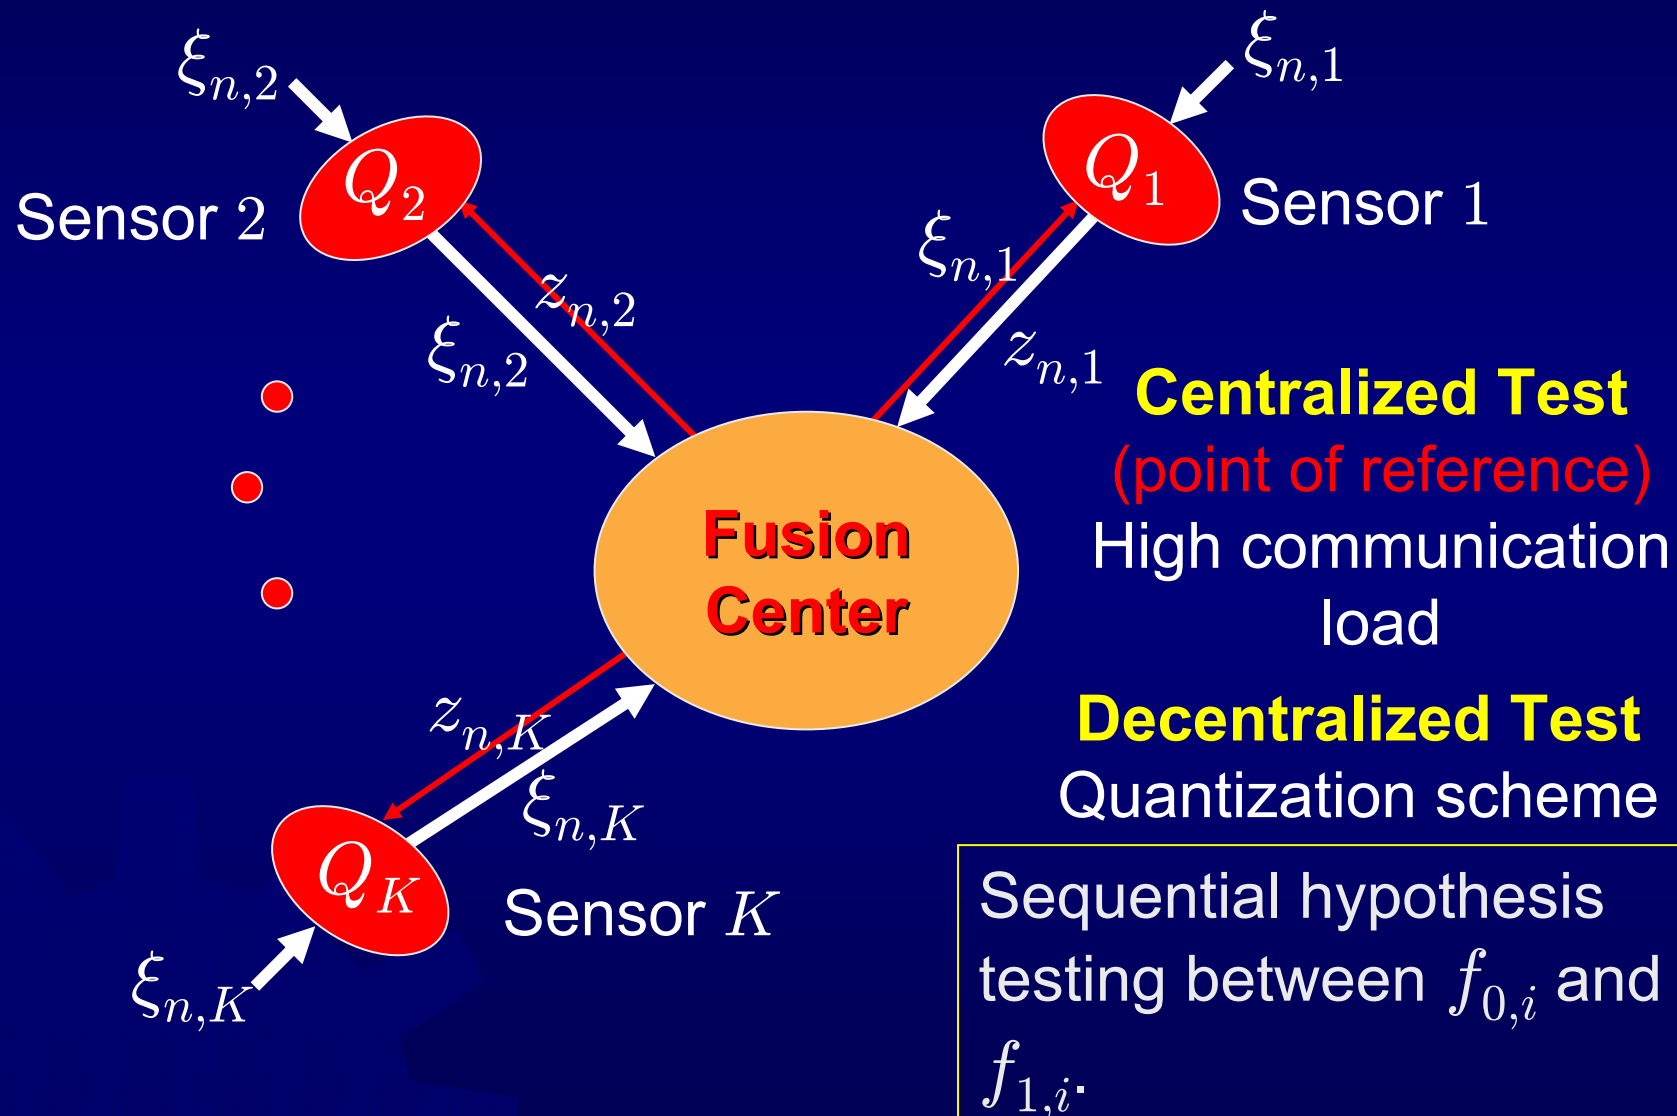 ξn,2
ξn,1
Q2
Q1
Sensor 2
Sensor 1
ξn,1
zn,2
ξn,2
zn,1
Centralized Test
(point of reference)
High communication
load
Fusion
Center
Decentralized Test
Quantization scheme
zn,K
ξn,K
QK
Sensor K
ξn,K
Sequential hypothesis
testing between f0,i and
f1,i.